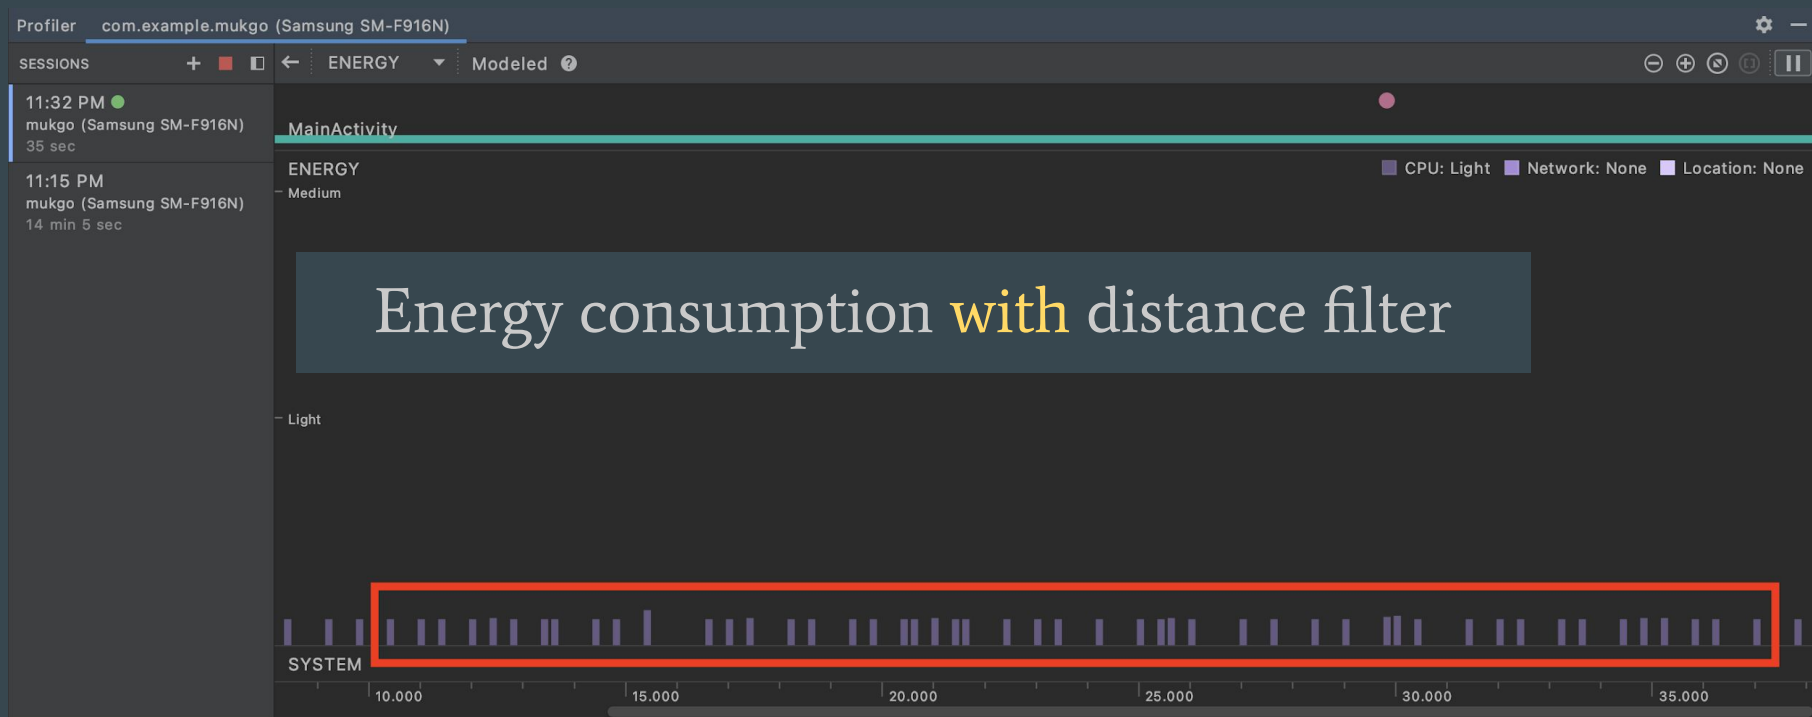 Profiler com.example.mukgo (Samsung SM-F916N)
SESSIONS ENERGY Modeled ?
11:32 PM
mukgo (Samsung SM-F916N)
35 sec
11:15 PM
mukgo (Samsung SM-F916N)
14 min 5 sec
MainActivity
ENERGY CPU: Light Network: None Location: None
Medium
Energy consumption with distance filter
Light
SYSTEM
10.000 15.000 20.000 25.000 30.000 35.000